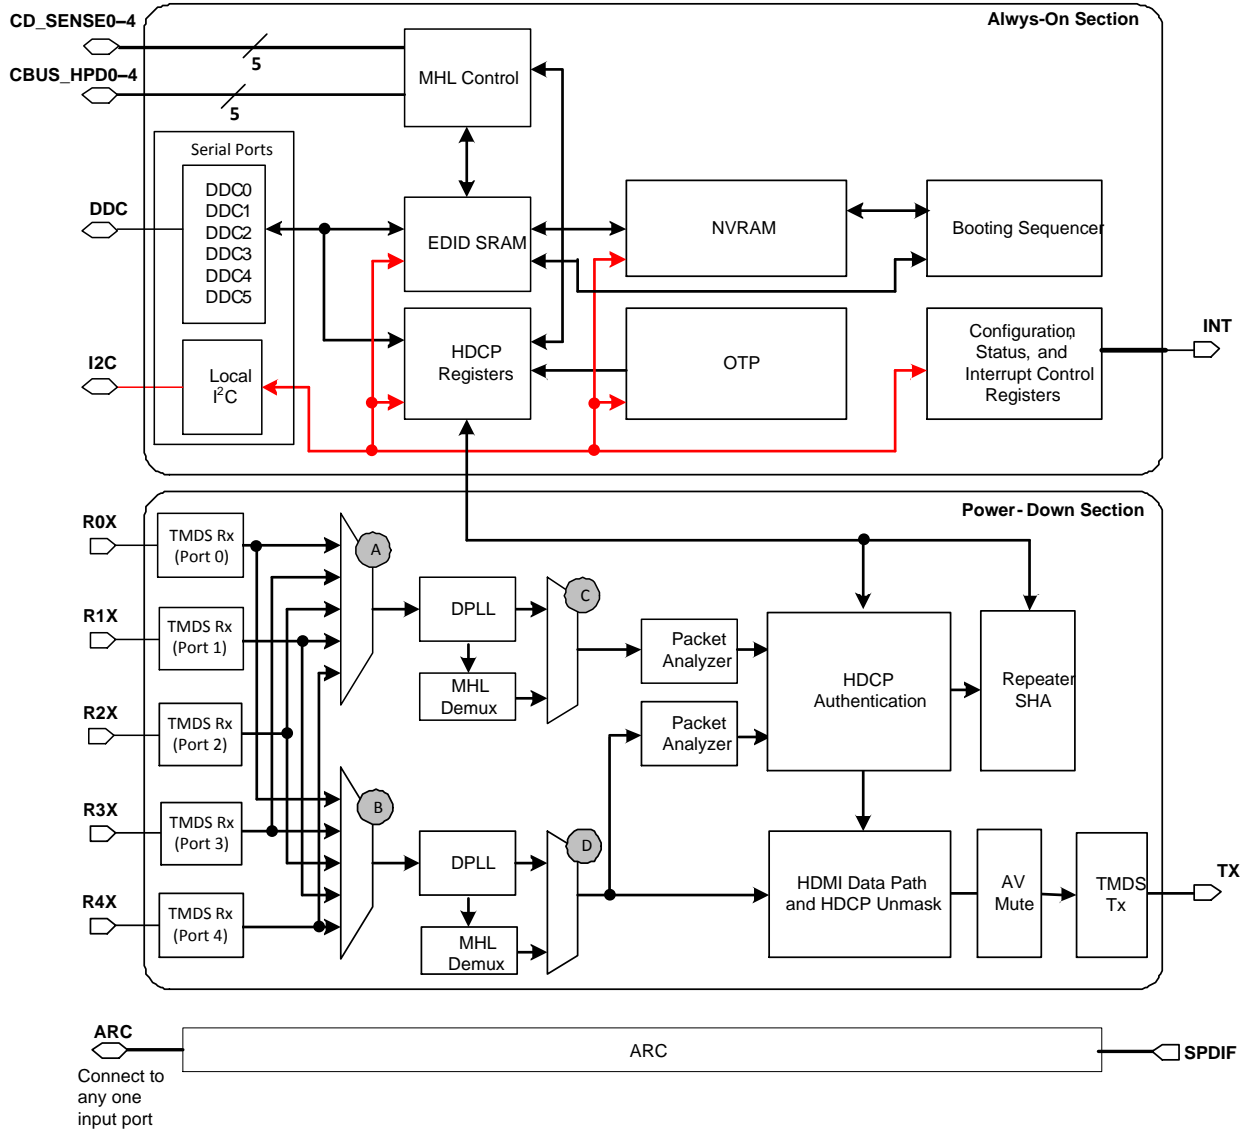 CD_SENSE0–4
Alwys-On Section
5
MHL Control
CBUS_HPD0–4
5
Serial Ports
DDC
DDC0
DDC1
DDC2
DDC3
DDC4
DDC5
EDID SRAM
NVRAM
Booting Sequencer
I2C
Local
I²C
HDCP
Registers
OTP
Configuration,
Status, and
Interrupt Control
Registers
INT
Power- Down Section
R0X
TMDS Rx
(Port 0)
A
R1X
TMDS Rx
(Port 1)
DPLL
C
MHL
Demux
Packet
Analyzer
HDCP
Authentication
Repeater
SHA
R2X
TMDS Rx
(Port 2)
Packet
Analyzer
R3X
TMDS Rx
(Port 3)
B
DPLL
D
R4X
TMDS Rx
(Port 4)
MHL
Demux
HDMI Data Path
and HDCP Unmask
AV
Mute
TMDS
Tx
TX
ARC
ARC
SPDIF
Connect to
any one
input port